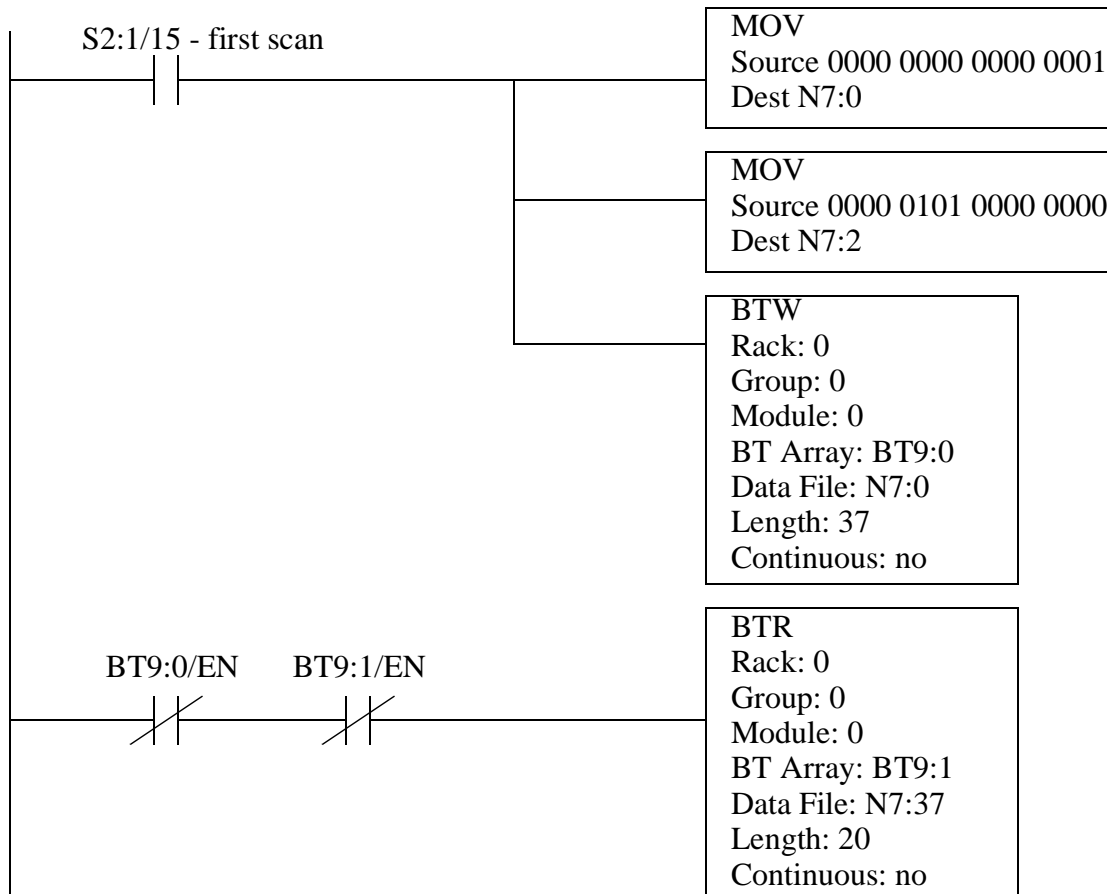 S2:1/15 - first scan
MOV
Source 0000 0000 0000 0001
Dest N7:0
MOV
Source 0000 0101 0000 0000
Dest N7:2
BTW
Rack: 0
Group: 0
Module: 0
BT Array: BT9:0
Data File: N7:0
Length: 37
Continuous: no
BT9:0/EN
BT9:1/EN
BTR
Rack: 0
Group: 0
Module: 0
BT Array: BT9:1
Data File: N7:37
Length: 20
Continuous: no